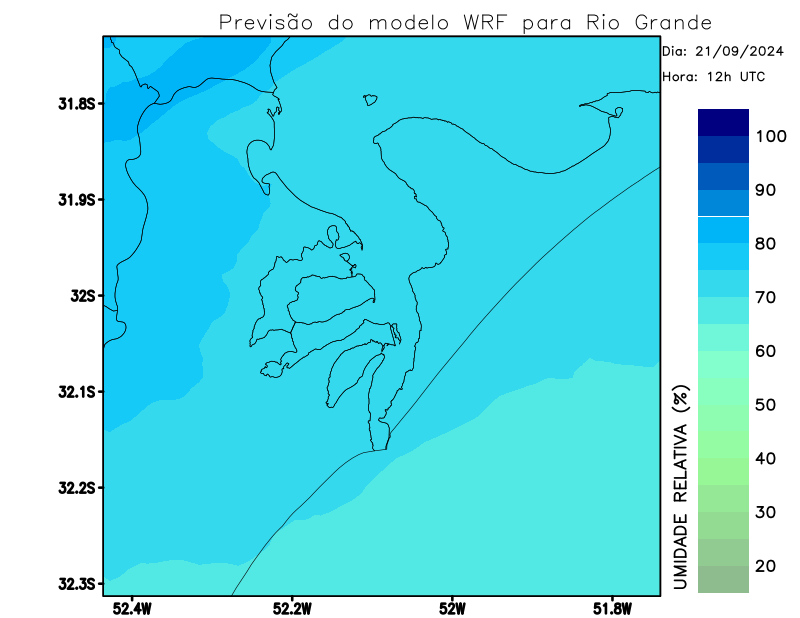 Previsão do modelo WRF para Rio Grande
Dia: 21/09/2024
Hora: 12h UTC
31.8S
31.9S
32S
32.1S
32.2S
32.3S
52.4W
52.2W
52W
51.8W
100
90
80
70
60
50
40
30
20
UMIDADE RELATIVA (%)